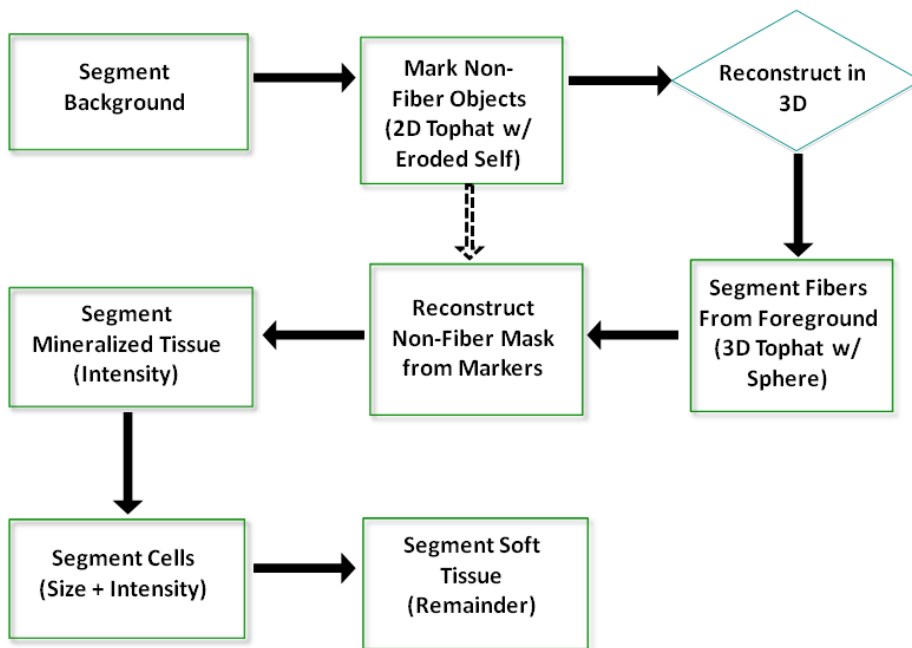 Segment
Background
Mark Non-
Fiber Objects
(2D Tophat w/
Eroded Self)
Reconstruct in
3D
Segment Fibers
From Foreground
(3D Tophat w/
Sphere)
Reconstruct
Non-Fiber Mask
from Markers
Segment
Mineralized Tissue
(Intensity)
Segment Cells
(Size + Intensity)
Segment Soft
Tissue
(Remainder)